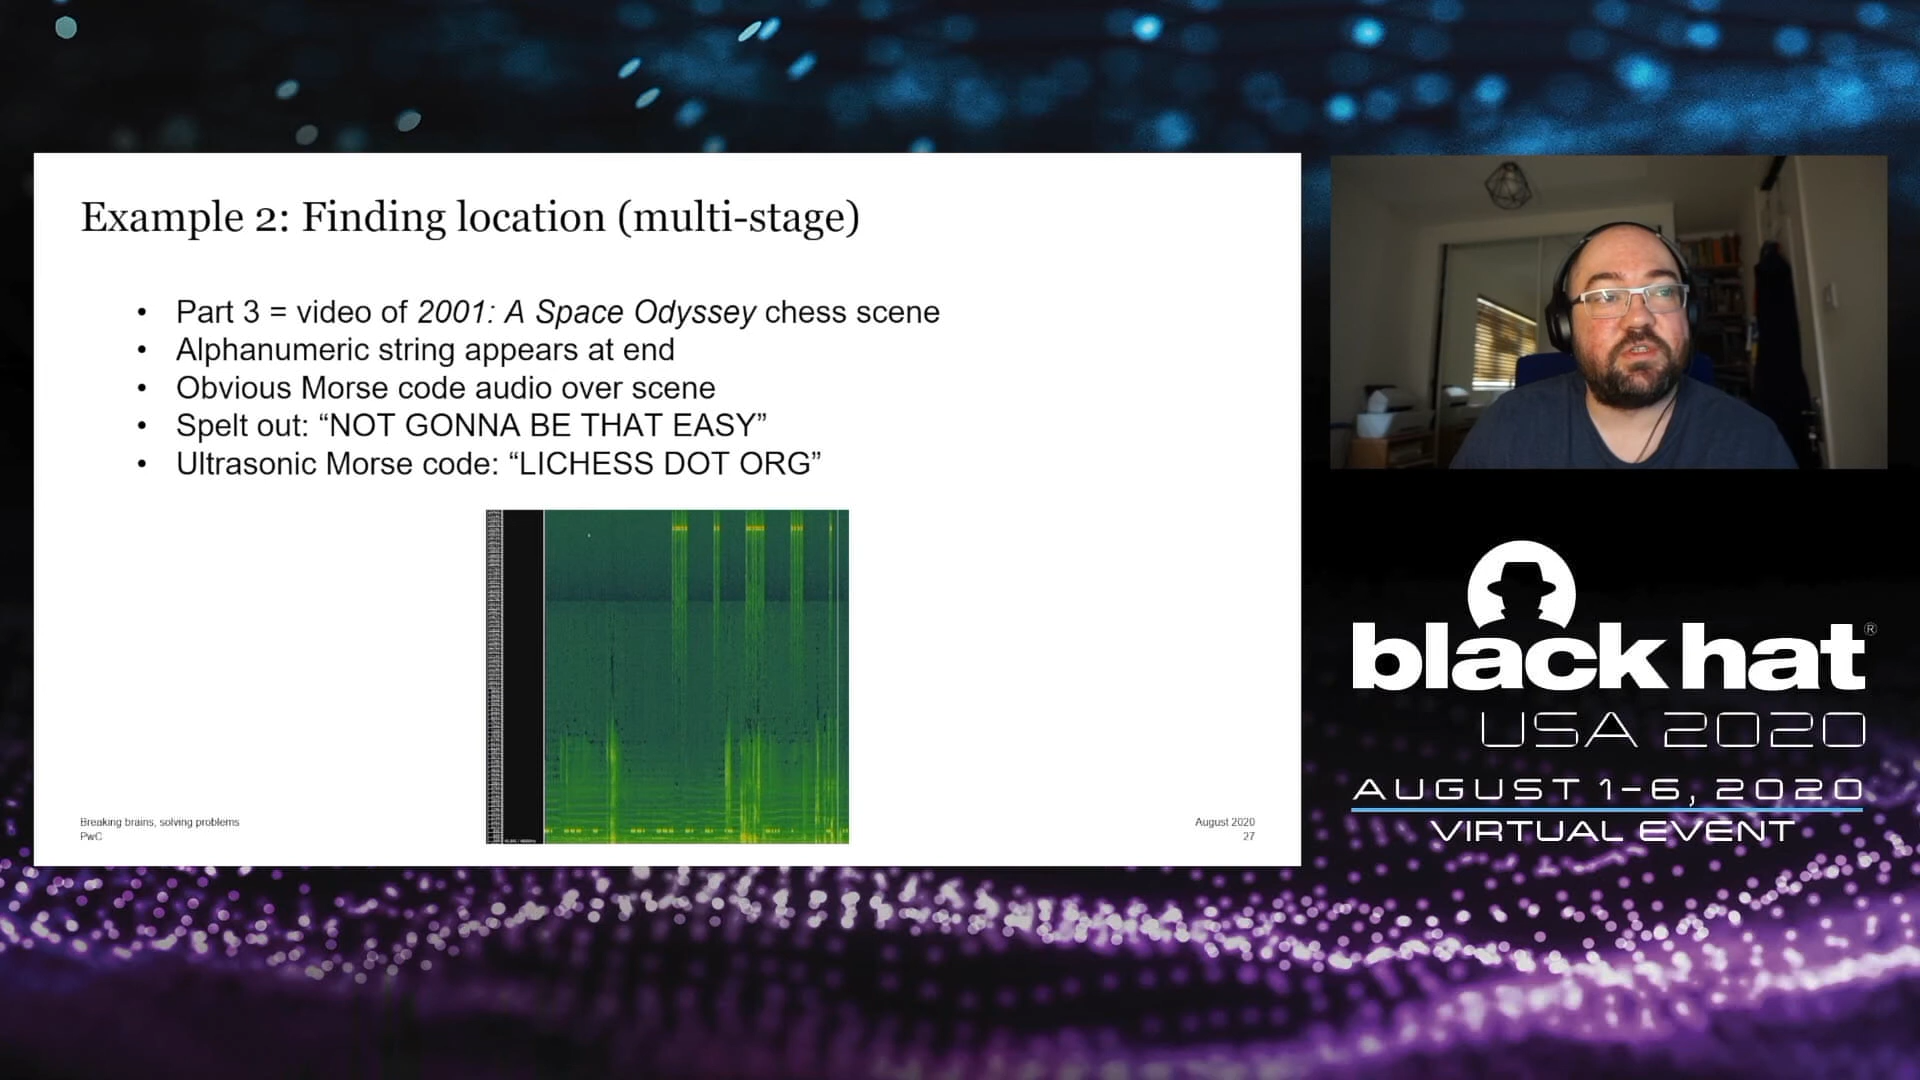 Example 2: Finding location (multi-stage)
• Part 3 = video of 2001: A Space Odyssey chess scene
• Alphanumeric string appears at end
• Obvious Morse code audio over scene
• Spelt out: “NOT GONNA BE THAT EASY”
• Ultrasonic Morse code: “LICHESS DOT ORG”
Breaking brains, solving problems
PwC
August 2020
27
black hat®
USA 2020
AUGUST 1-6, 2020
VIRTUAL EVENT